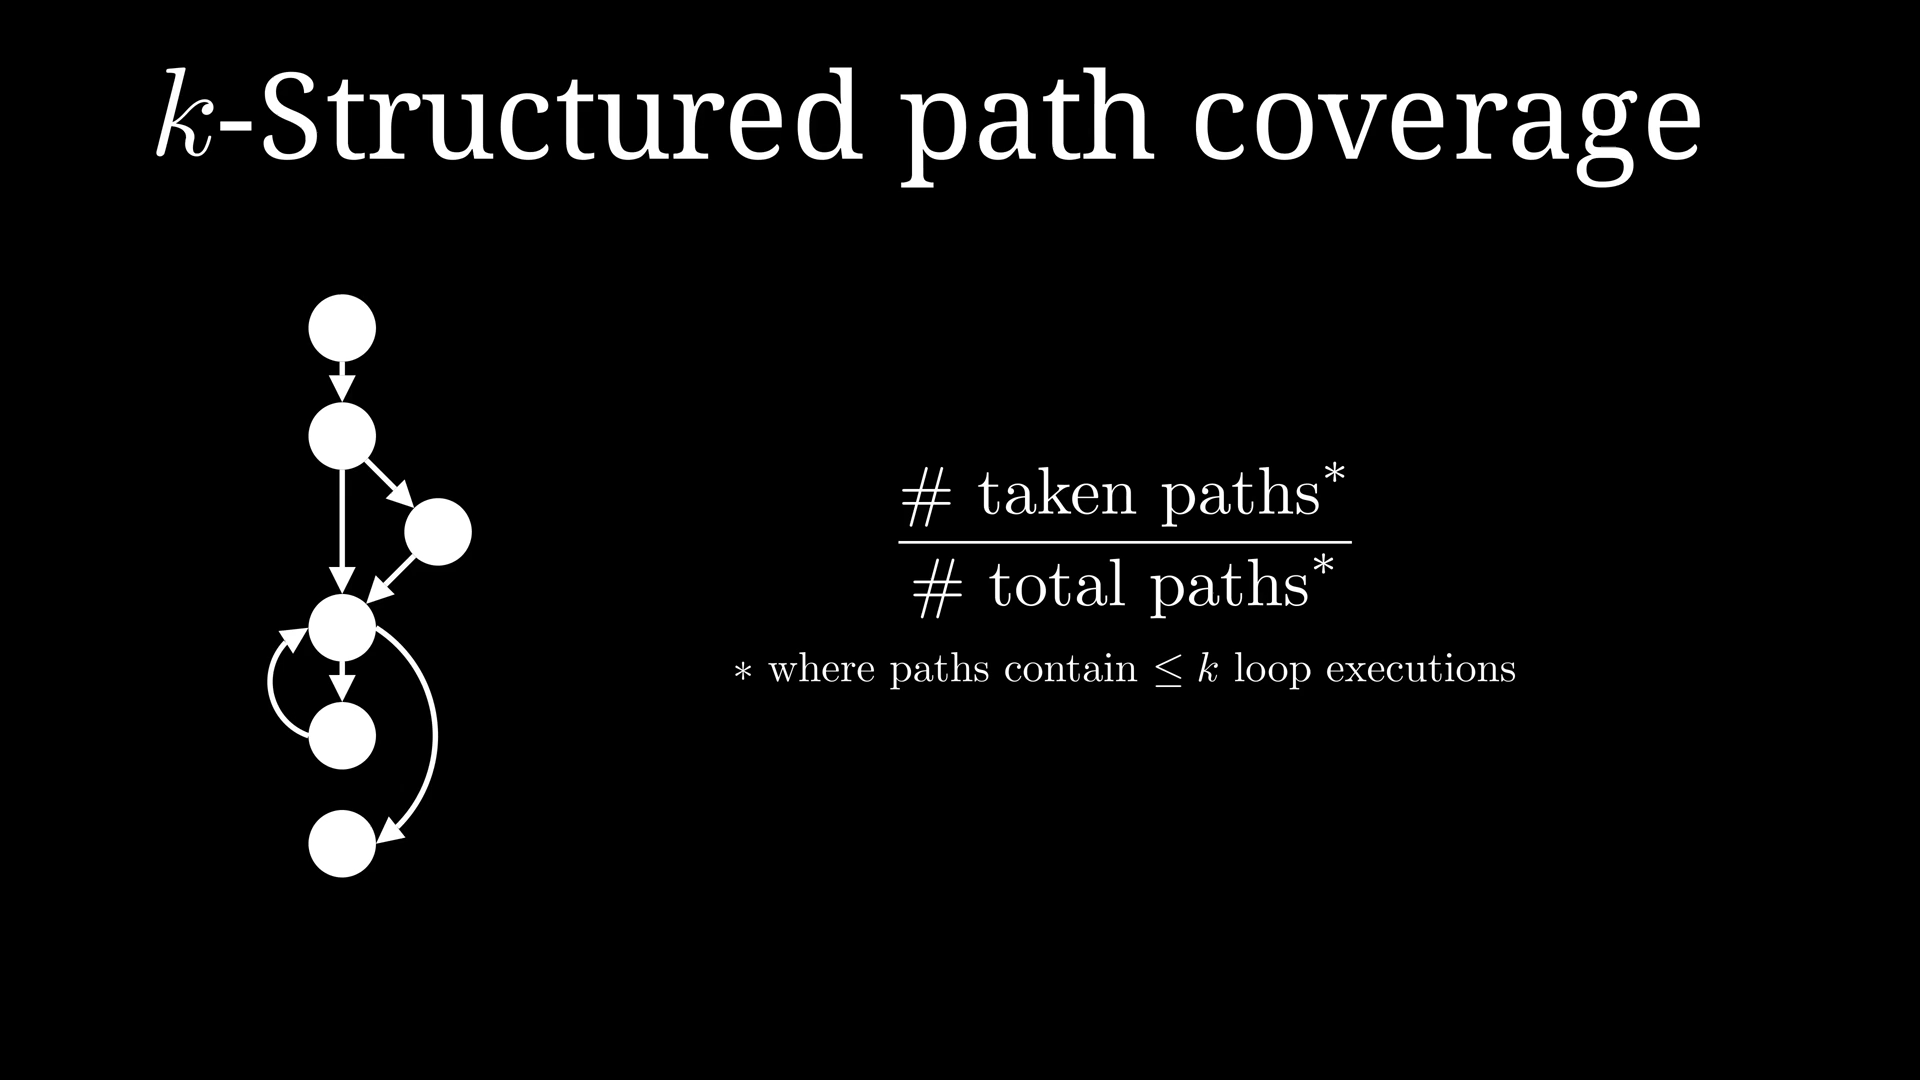 k-Structured path coverage
# taken paths*
# total paths*
* where paths contain ≤ k loop executions